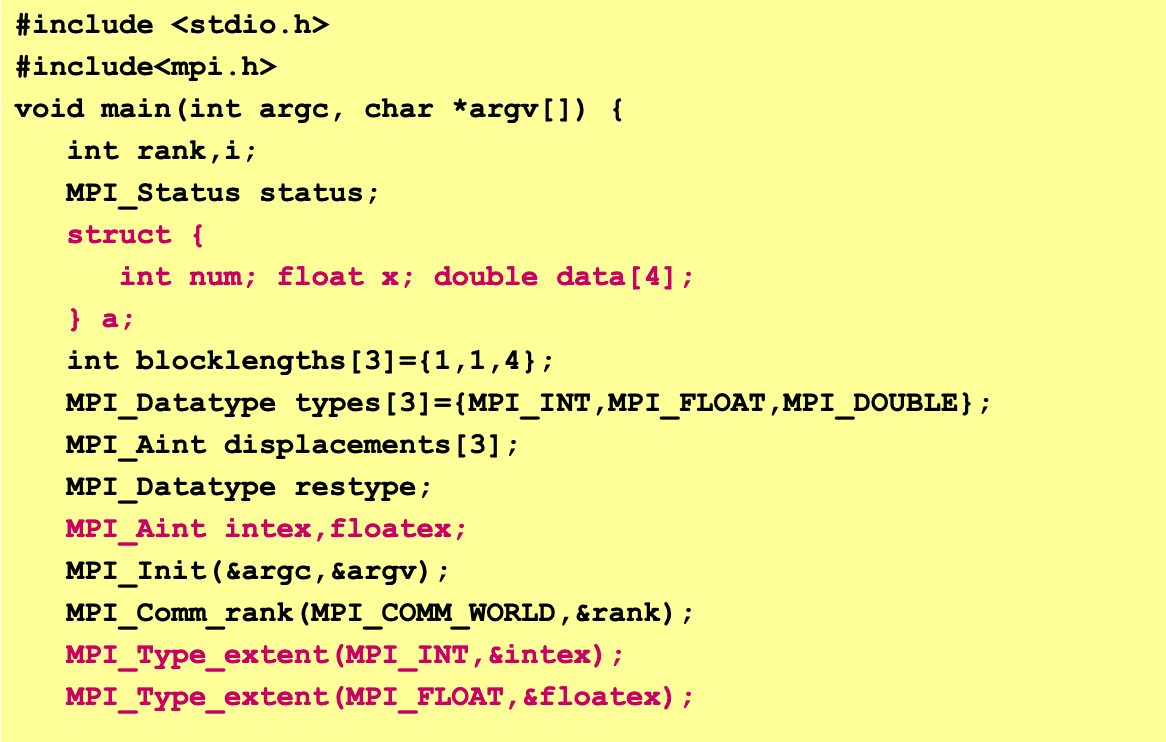 #include <stdio.h>
#include<mpi.h>
void main(int argc, char *argv[]) {
   int rank,i;
   MPI_Status status;
   struct {
      int num; float x; double data[4];
   } a;
   int blocklengths[3]={1,1,4};
   MPI_Datatype types[3]={MPI_INT,MPI_FLOAT,MPI_DOUBLE};
   MPI_Aint displacements[3];
   MPI_Datatype restype;
   MPI_Aint intex,floatex;
   MPI_Init(&argc,&argv);
   MPI_Comm_rank(MPI_COMM_WORLD,&rank);
   MPI_Type_extent(MPI_INT,&intex);
   MPI_Type_extent(MPI_FLOAT,&floatex);